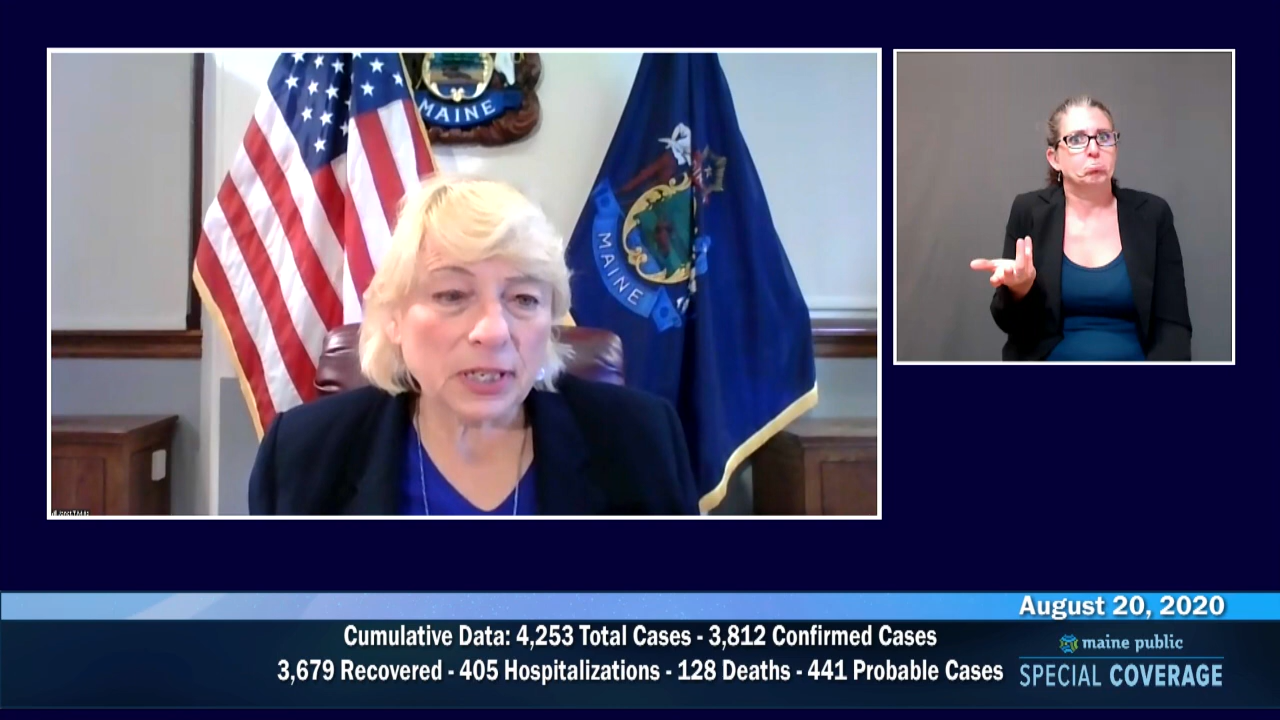 MAINE
MAINE
August 20, 2020
Cumulative Data: 4,253 Total Cases - 3,812 Confirmed Cases
3,679 Recovered - 405 Hospitalizations - 128 Deaths - 441 Probable Cases
maine public
SPECIAL COVERAGE